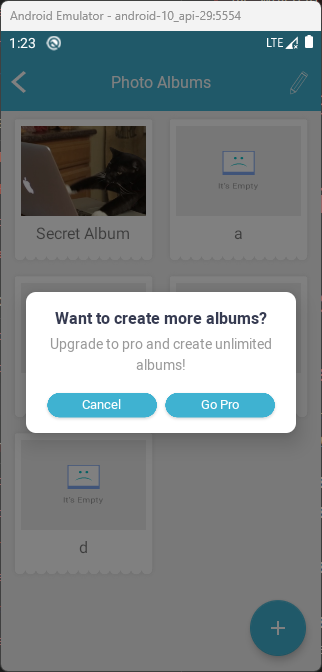 Android Emulator - android-10_api-29:5554
1:23
LTE
Photo Albums
It's Empty
Secret Album
a
Want to create more albums?
Upgrade to pro and create unlimited
albums!
Cancel
Go Pro
It's Empty
d
+